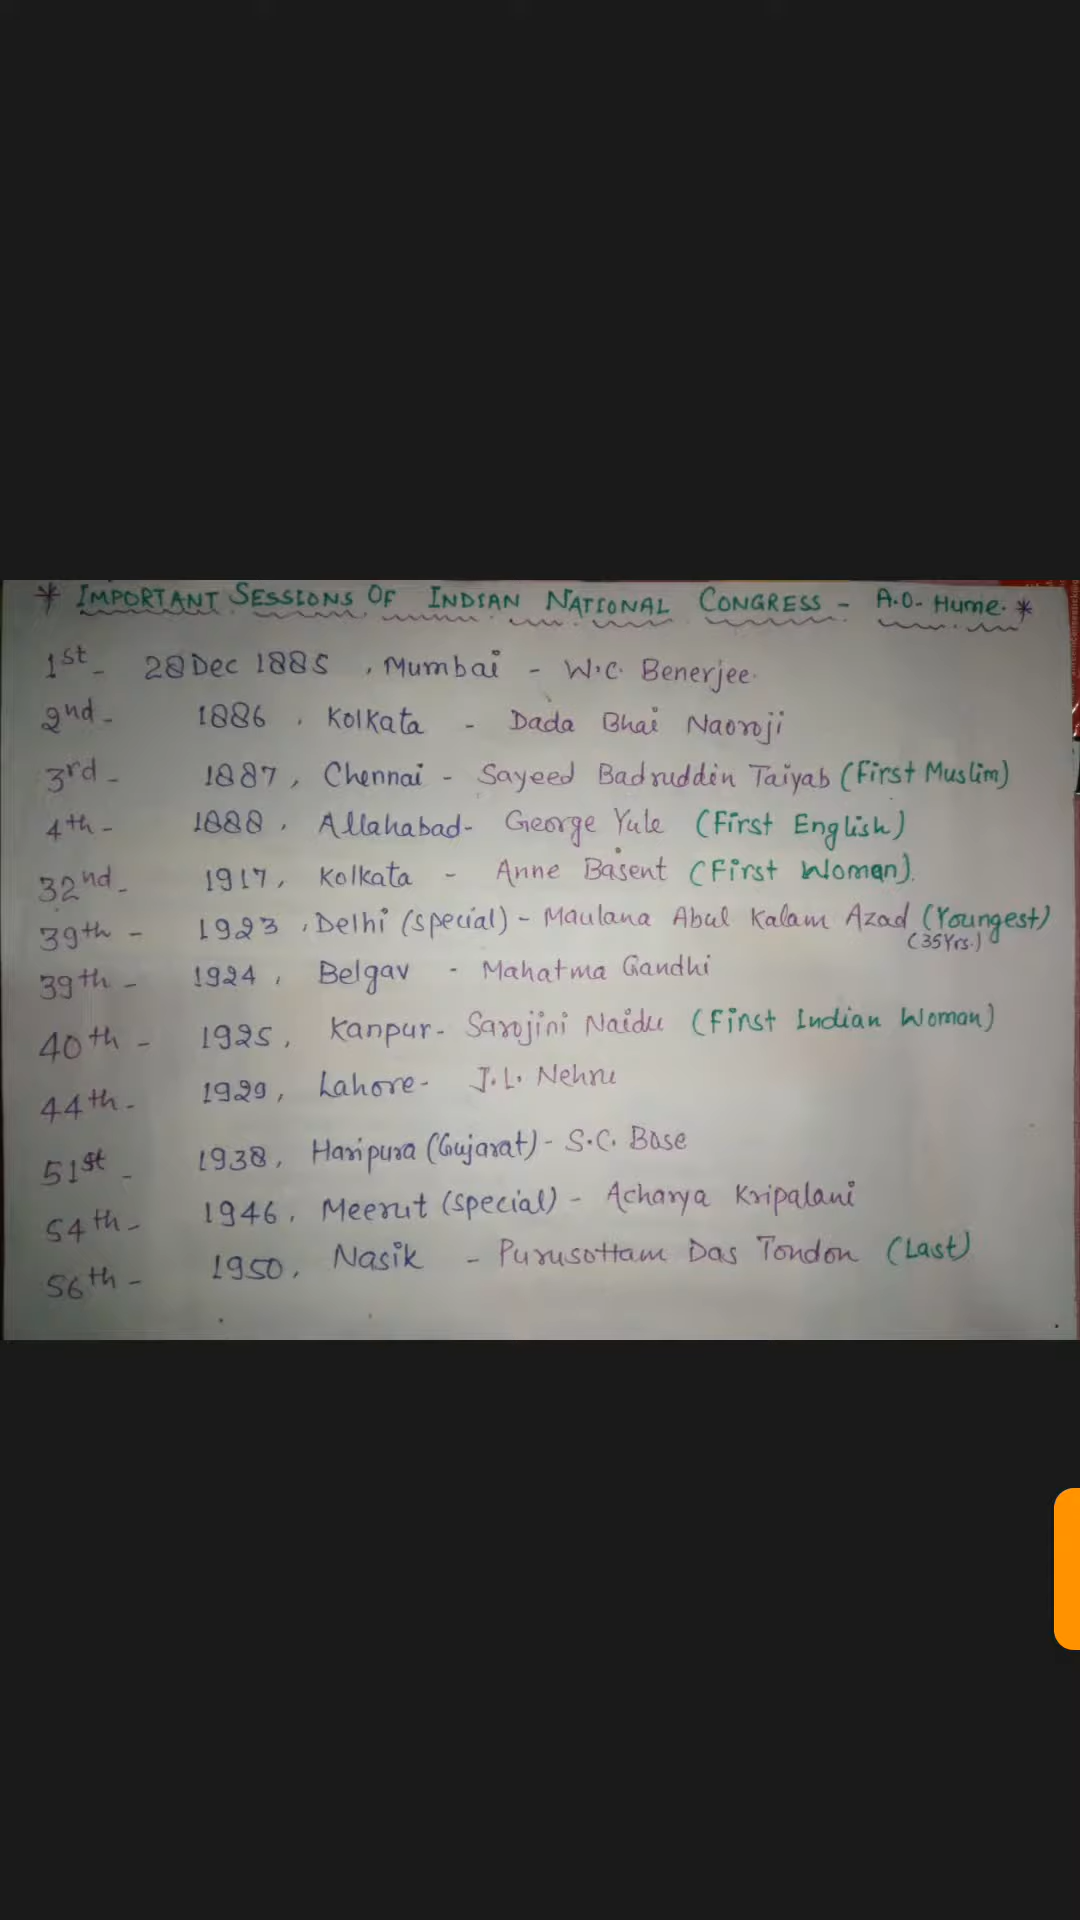 * IMPORTANT SESSIONS OF INDIAN NATIONAL CONGRESS - A.O. Hume. *
1st - 28 Dec 1885, Mumbai - W.C. Benerjee.
2nd - 1886, Kolkata - Dada Bhai Naoroji
3rd - 1887, Chennai - Sayeed Badruddin Taiyab (First Muslim)
4th - 1888, Allahabad - George Yule (First English)
32nd - 1917, Kolkata - Anne Basent (First Woman).
39th - 1923, Delhi (Special) - Maulana Abul Kalam Azad (Youngest)
(35Yrs.)
39th - 1924, Belgav - Mahatma Gandhi
40th - 1925, Kanpur - Sarojini Naidu (First Indian Woman)
44th - 1929, Lahore - J.L. Nehru
51st - 1938, Haripura (Gujarat) - S.C. Bose
54th - 1946, Meerut (Special) - Acharya Kripalani
56th - 1950, Nasik - Purusottam Das Tondon (Last)